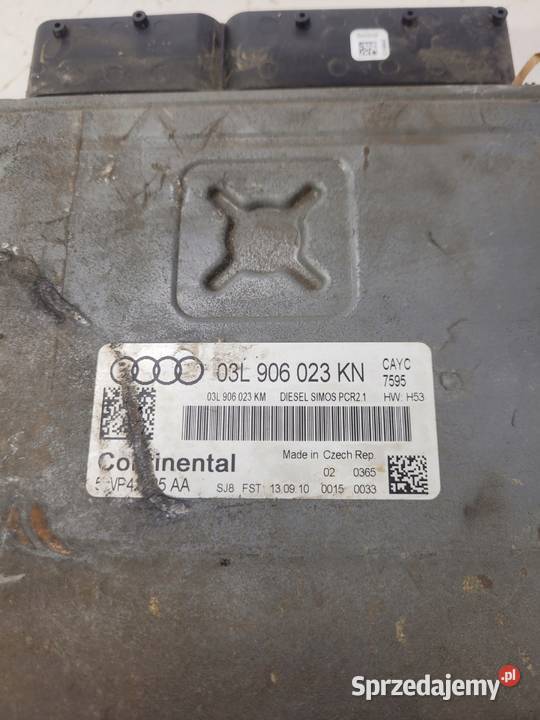 03L 906 023 KN CAYC
7595
03L 906 023 KM DIESEL SIMOS PCR2.1 HW: H53
Made in Czech Rep.
Continental 02 0365
AA SJ8 FST 13.09.10 0015 0033
Sprzedajemy.pl